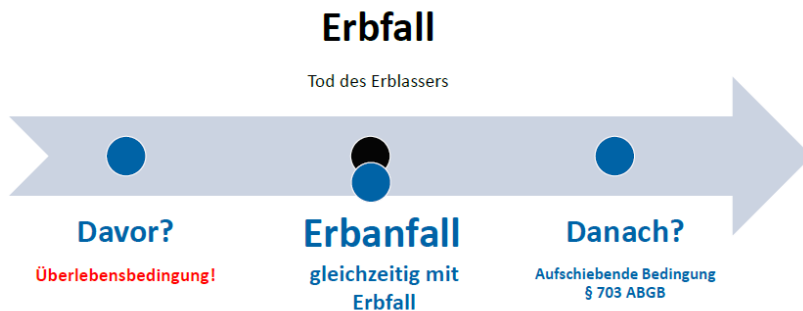 Erbfall
Tod des Erblassers
Davor?
Überlebensbedingung!
Erbanfall
gleichzeitig mit
Erbfall
Danach?
Aufschiebende Bedingung
§ 703 ABGB